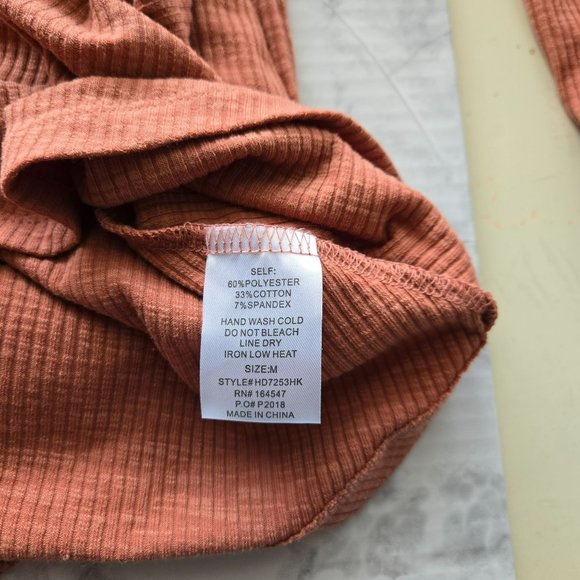 SELF:
60%POLYESTER
33%COTTON
7%SPANDEX
HAND WASH COLD
DO NOT BLEACH
LINE DRY
IRON LOW HEAT
SIZE:M
STYLE# HD7253HK
RN# 164547
P.O# P2018
MADE IN CHINA